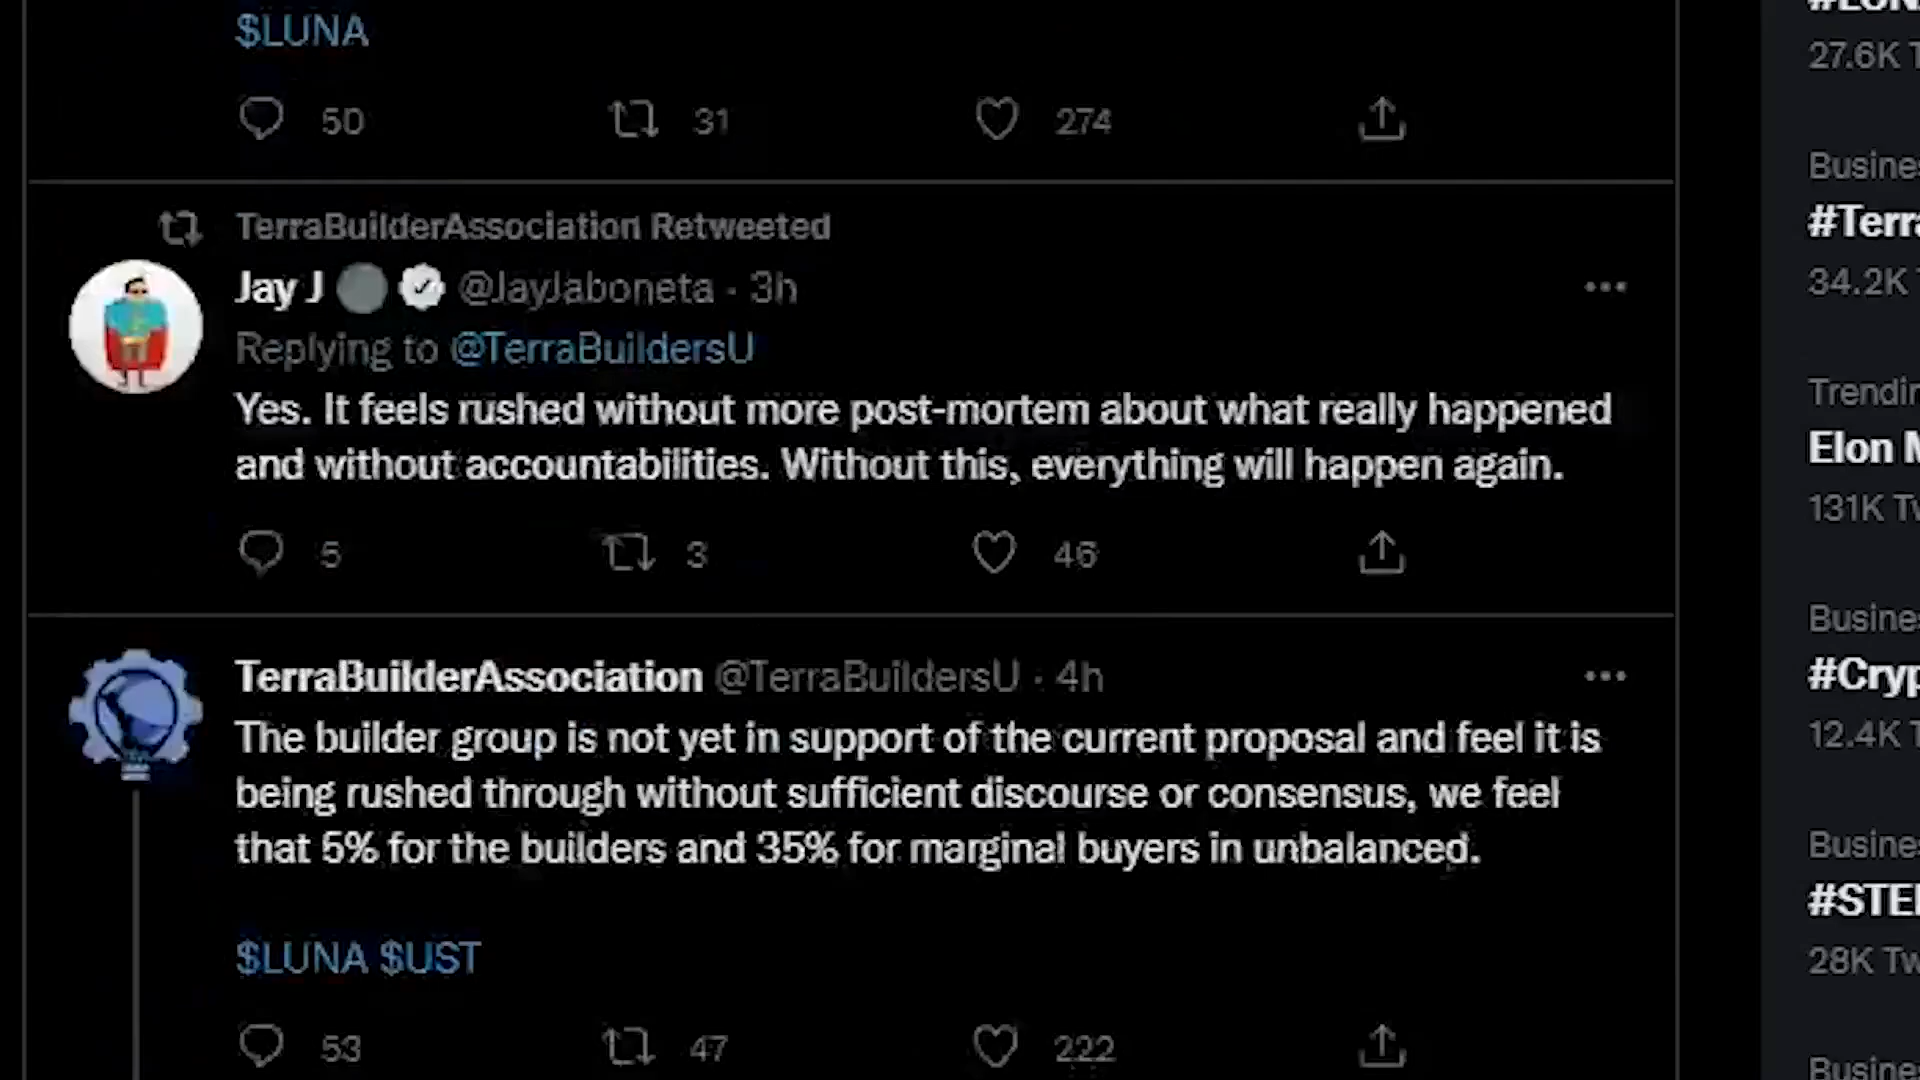 $LUNA
50 31 274
TerraBuilderAssociation Retweeted
Jay J @JayJaboneta · 3h
Replying to @TerraBuildersU
Yes. It feels rushed without more post-mortem about what really happened
and without accountabilities. Without this, everything will happen again.
5 3 46
TerraBuilderAssociation @TerraBuildersU · 4h
The builder group is not yet in support of the current proposal and feel it is
being rushed through without sufficient discourse or consensus, we feel
that 5% for the builders and 35% for marginal buyers in unbalanced.
$LUNA $UST
53 47 222
27.6K T
Busines
#Terra
34.2K T
Trendin
Elon M
131K Tw
Busines
#Cryp
12.4K T
Busines
#STE
28K Tw
Busines